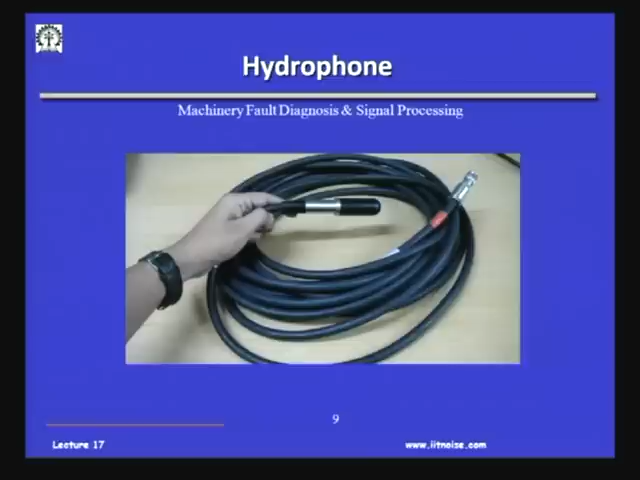 Hydrophone
Machinery Fault Diagnosis & Signal Processing
9
Lecture 17
www.iitnoise.com